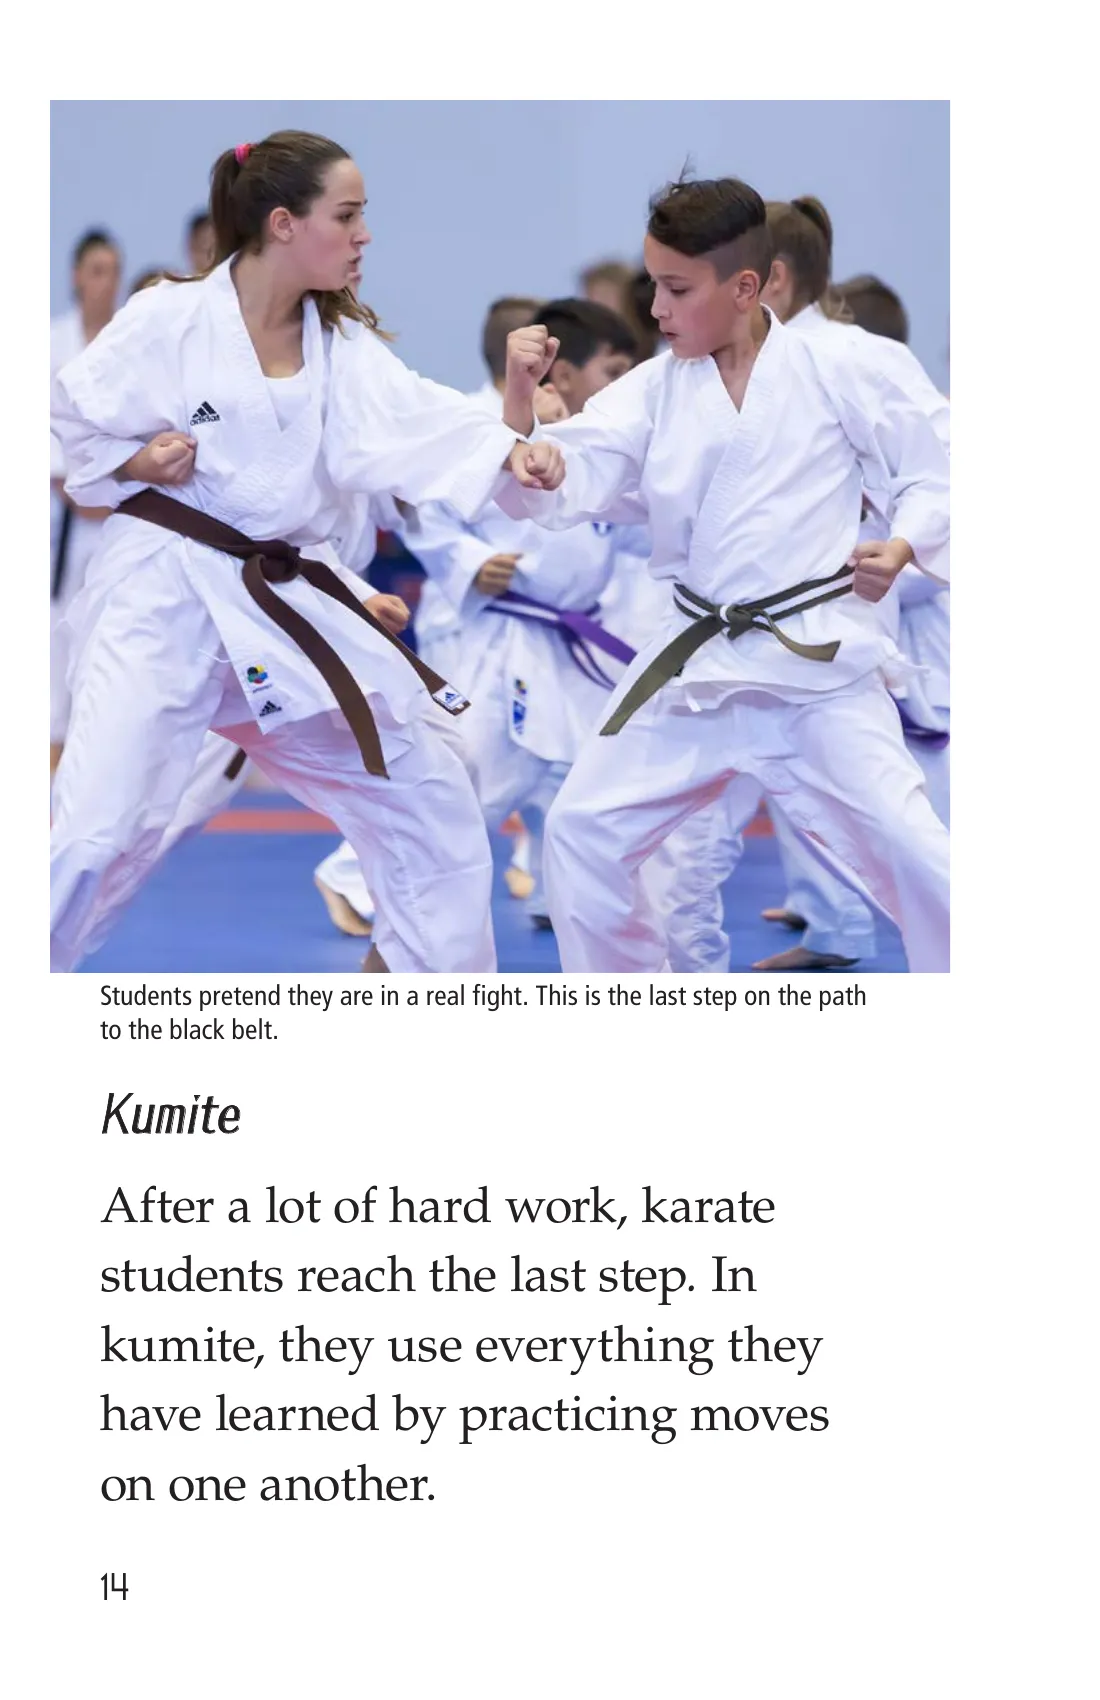 adidas
Students pretend they are in a real fight. This is the last step on the path
to the black belt.
Kumite
After a lot of hard work, karate
students reach the last step. In
kumite, they use everything they
have learned by practicing moves
on one another.
14